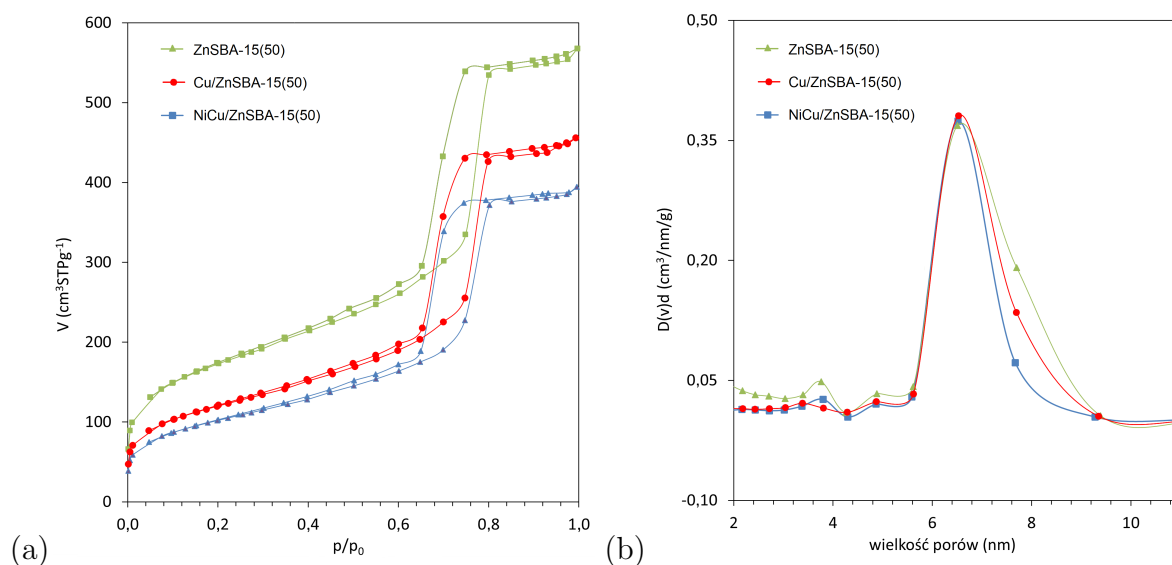 600
500
400
300
200
100
0
V (cm³STPg⁻¹)
ZnSBA-15(50)
Cu/ZnSBA-15(50)
NiCu/ZnSBA-15(50)
0,0
0,2
0,4
0,6
0,8
1,0
p/p₀
(a)
0,50
0,35
0,20
0,05
-0,10
D(v)d (cm³/nm/g)
ZnSBA-15(50)
Cu/ZnSBA-15(50)
NiCu/ZnSBA-15(50)
2
4
6
8
10
wielkość porów (nm)
(b)